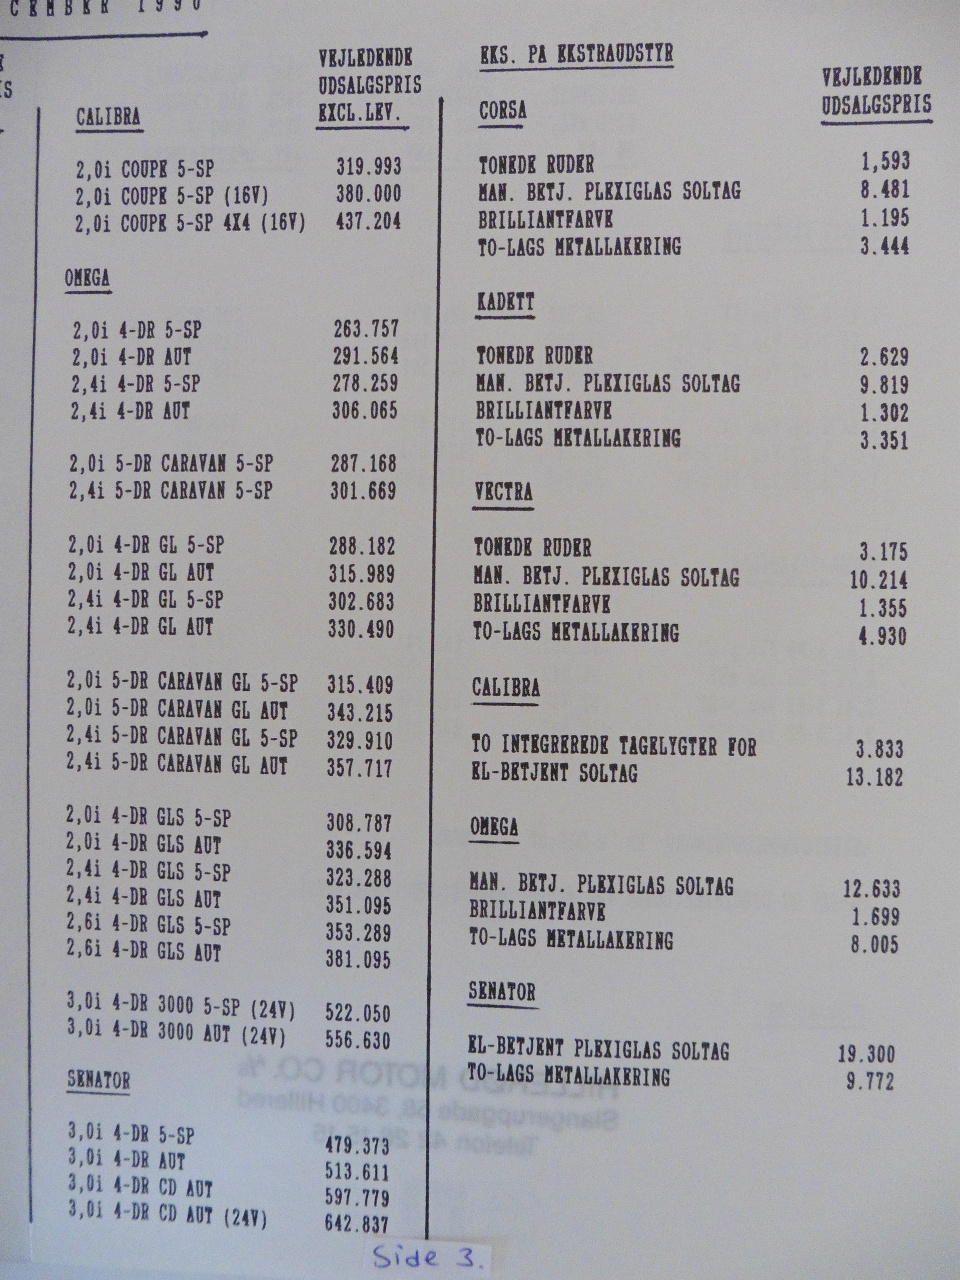 CEMBER 1990
VEJLEDENDE
UDSALGSPRIS
EXCL.LEV.
CALIBRA
2,0i COUPE 5-SP 319.993
2,0i COUPE 5-SP (16V) 380.000
2,0i COUPE 5-SP 4X4 (16V) 437.204
OMEGA
2,0i 4-DR 5-SP 263.757
2,0i 4-DR AUT 291.564
2,4i 4-DR 5-SP 278.259
2,4i 4-DR AUT 306.065
2,0i 5-DR CARAVAN 5-SP 287.168
2,4i 5-DR CARAVAN 5-SP 301.669
2,0i 4-DR GL 5-SP 288.182
2,0i 4-DR GL AUT 315.989
2,4i 4-DR GL 5-SP 302.683
2,4i 4-DR GL AUT 330.490
2,0i 5-DR CARAVAN GL 5-SP 315.409
2,0i 5-DR CARAVAN GL AUT 343.215
2,4i 5-DR CARAVAN GL 5-SP 329.910
2,4i 5-DR CARAVAN GL AUT 357.717
2,0i 4-DR GLS 5-SP 308.787
2,0i 4-DR GLS AUT 336.594
2,4i 4-DR GLS 5-SP 323.288
2,4i 4-DR GLS AUT 351.095
2,6i 4-DR GLS 5-SP 353.289
2,6i 4-DR GLS AUT 381.095
3,0i 4-DR 3000 5-SP (24V) 522.050
3,0i 4-DR 3000 AUT (24V) 556.630
SENATOR
3,0i 4-DR 5-SP 479.373
3,0i 4-DR AUT 513.611
3,0i 4-DR CD AUT 597.779
3,0i 4-DR CD AUT (24V) 642.837
EKS. PA EKSTRAUDSTYR
VEJLEDENDE
UDSALGSPRIS
CORSA
TONEDE RUDER 1,593
MAN. BETJ. PLEXIGLAS SOLTAG 8.481
BRILLIANTFARVE 1.195
TO-LAGS METALLAKERING 3.444
KADETT
TONEDE RUDER 2.629
MAN. BETJ. PLEXIGLAS SOLTAG 9.819
BRILLIANTFARVE 1.302
TO-LAGS METALLAKERING 3.351
VECTRA
TONEDE RUDER 3.175
MAN. BETJ. PLEXIGLAS SOLTAG 10.214
BRILLIANTFARVE 1.355
TO-LAGS METALLAKERING 4.930
CALIBRA
TO INTEGREREDE TAGELYGTER FOR 3.833
EL-BETJENT SOLTAG 13.182
OMEGA
MAN. BETJ. PLEXIGLAS SOLTAG 12.633
BRILLIANTFARVE 1.699
TO-LAGS METALLAKERING 8.005
SENATOR
EL-BETJENT PLEXIGLAS SOLTAG 19.300
TO-LAGS METALLAKERING 9.772
Side 3.